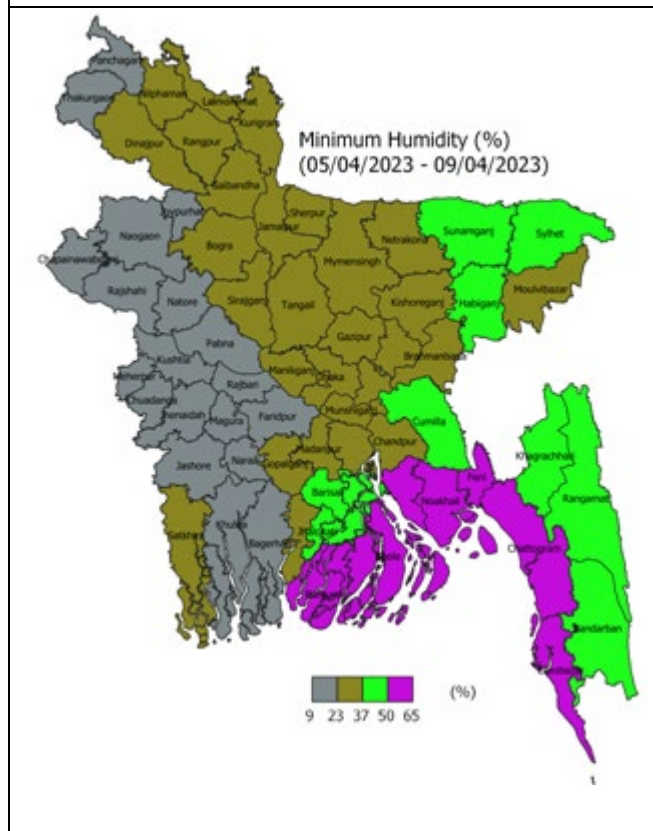 Panchagarh
Thakurgaon
Nilphamari
Lalmonirhat
Kurigram
Dinajpur
Rangpur
Minimum Humidity (%)
(05/04/2023 - 09/04/2023)
Gaibandha
Joypurhat
Sherpur
Naogaon
Jamalpur
Netrakona
Sunamganj
Sylhet
Bogra
Mymensingh
Chapainawabganj
Moulvibazar
Rajshahi
Sirajganj
Tangail
Kishoreganj
Habiganj
Natore
Gazipur
Pabna
Brahmanbaria
Kushtia
Manikganj
Dhaka
Meherpur
Rajbari
Chuadanga
Jhenaidah
Magura
Faridpur
Munshiganj
Cumilla
Chandpur
Madaripur
Khagrachhari
Jashore
Narail
Gopalganj
Barisal
Noakhali
Feni
Rangamati
Satkhira
Khulna
Bagerhat
Jhalokati
Chattogram
Bandarban
(%)
9 23 37 50 65